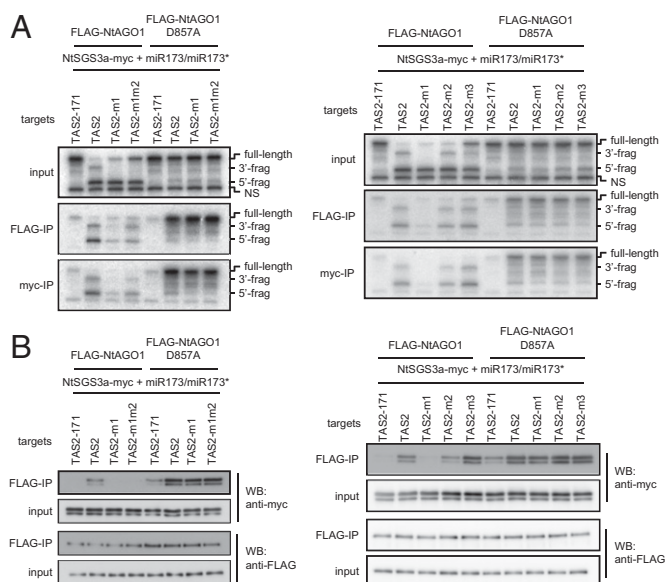 A
FLAG-NtAGO1
FLAG-NtAGO1 D857A
NtSGS3a-myc + miR173/miR173*
targets
TAS2-171
TAS2
TAS2-m1
TAS2-m1m2
TAS2-171
TAS2
TAS2-m1
TAS2-m1m2
input
full-length
3'-frag
5'-frag
NS
FLAG-IP
full-length
3'-frag
5'-frag
myc-IP
full-length
3'-frag
5'-frag
FLAG-NtAGO1
FLAG-NtAGO1 D857A
NtSGS3a-myc + miR173/miR173*
targets
TAS2-171
TAS2
TAS2-m1
TAS2-m2
TAS2-m3
TAS2-171
TAS2
TAS2-m1
TAS2-m2
TAS2-m3
input
full-length
3'-frag
5'-frag
NS
FLAG-IP
full-length
3'-frag
5'-frag
myc-IP
full-length
3'-frag
5'-frag
B
FLAG-NtAGO1
FLAG-NtAGO1
D857A
NtSGS3a-myc + miR173/miR173*
targets
TAS2-171
TAS2
TAS2-m1
TAS2-m1m2
TAS2-171
TAS2
TAS2-m1
TAS2-m1m2
FLAG-IP
input
WB:
anti-myc
FLAG-IP
input
WB:
anti-FLAG
FLAG-NtAGO1
FLAG-NtAGO1
D857A
NtSGS3a-myc + miR173/miR173*
targets
TAS2-171
TAS2
TAS2-m1
TAS2-m2
TAS2-m3
TAS2-171
TAS2
TAS2-m1
TAS2-m2
TAS2-m3
FLAG-IP
input
WB:
anti-myc
FLAG-IP
input
WB:
anti-FLAG